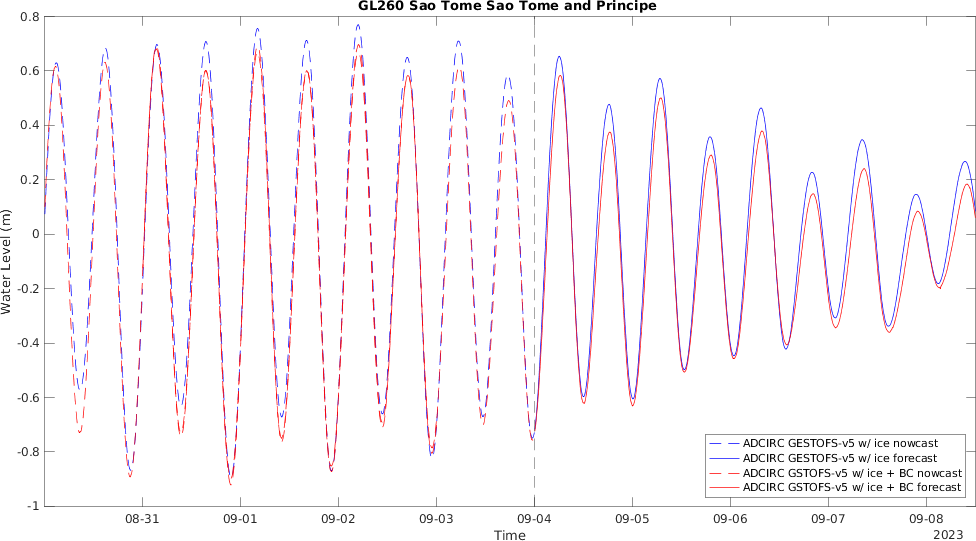 GL260 Sao Tome Sao Tome and Principe
0.8
0.6
0.4
0.2
0
-0.2
-0.4
-0.6
-0.8
-1
Water Level (m)
08-31 09-01 09-02 09-03 09-04 09-05 09-06 09-07 09-08
Time
2023
ADCIRC GESTOFS-v5 w/ ice nowcast
ADCIRC GESTOFS-v5 w/ ice forecast
ADCIRC GSTOFS-v5 w/ ice + BC nowcast
ADCIRC GSTOFS-v5 w/ ice + BC forecast